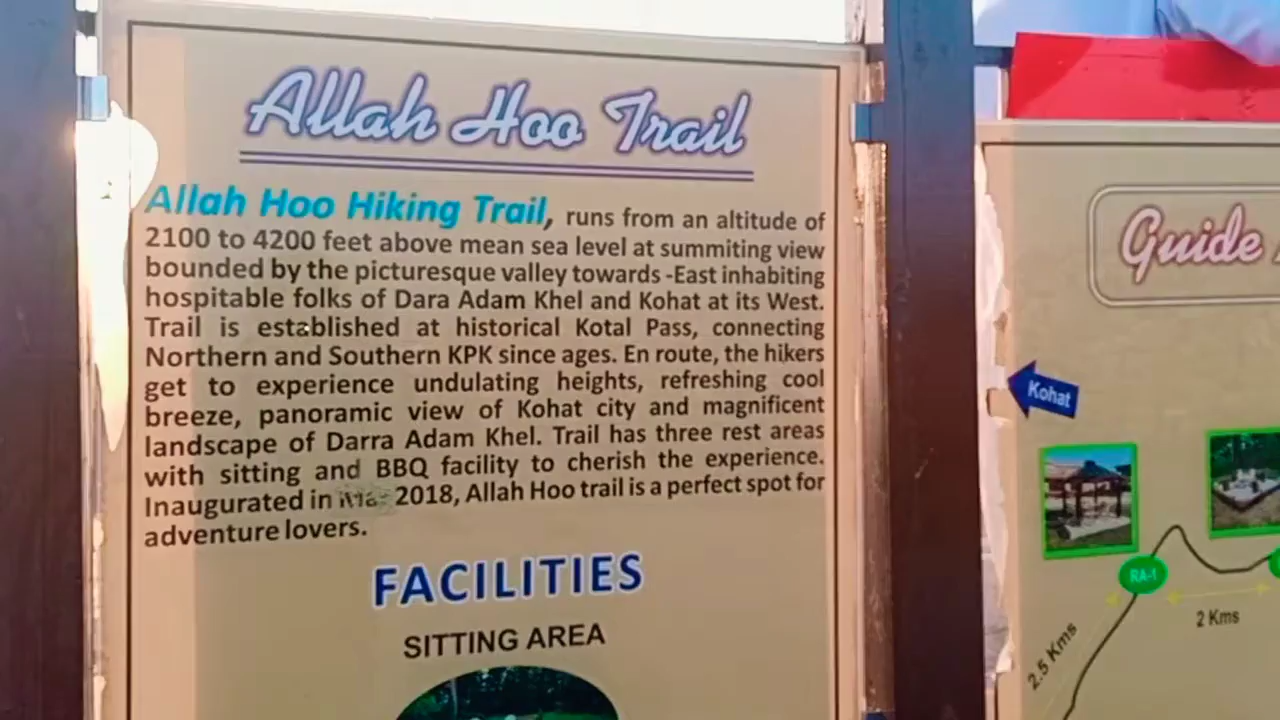 Allah Hoo Trail
Allah Hoo Hiking Trail, runs from an altitude of
2100 to 4200 feet above mean sea level at summiting view
bounded by the picturesque valley towards -East inhabiting
hospitable folks of Dara Adam Khel and Kohat at its West.
Trail is established at historical Kotal Pass, connecting
Northern and Southern KPK since ages. En route, the hikers
get to experience undulating heights, refreshing cool
breeze, panoramic view of Kohat city and magnificent
landscape of Darra Adam Khel. Trail has three rest areas
with sitting and BBQ facility to cherish the experience.
Inaugurated in 2018, Allah Hoo trail is a perfect spot for
adventure lovers.
FACILITIES
SITTING AREA
Guide
Kohat
RA-1
2 Kms
2.5 Kms